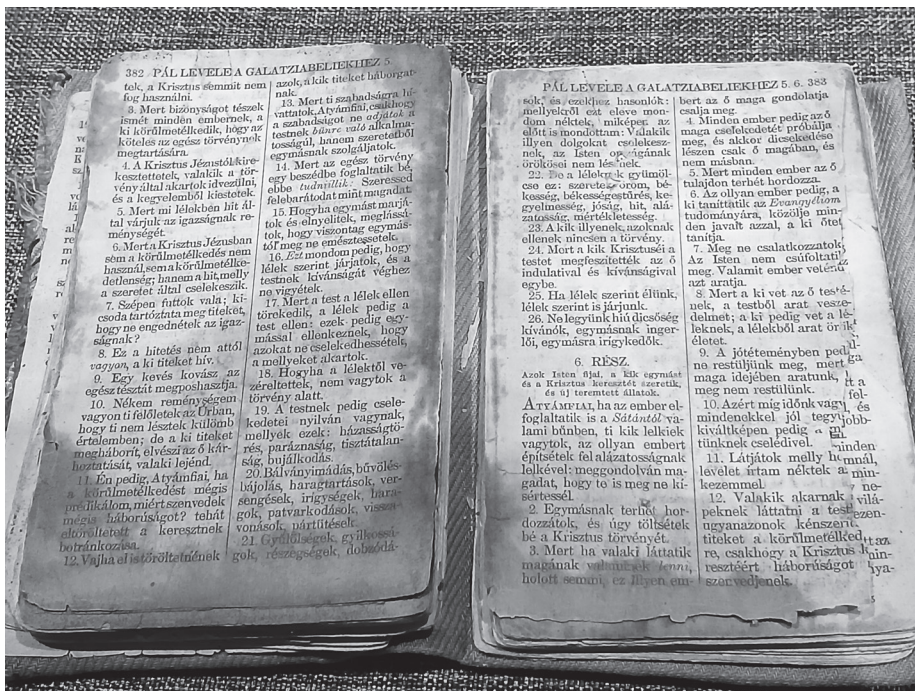 382 PÁL LEVELE A GALATZIABELIEKHEZ 5.
tek, a Krisztus semmit nem
fog használni.
3. Mert bizonyságot tészek
ismét minden embernek, a
ki körülmetélkedik, hogy az
köteles az egész törvénynek
megtartására.
4. A Krisztus Jézustól kire-
kesztettetek, valakik a tör-
vény által akartok idvezülni,
és a kegyelemből kiestetek.
5. Mert mi lélekben hit ál-
tal várjuk az igazságnak re-
ménységét.
6. Mert a Krisztus Jézusban
sem a körülmetélkedés nem
használ, sem a körülmetélke-
detlenség; hanem a hit, melly
a szeretet által cselekeszik.
7. Szépen futtok vala; ki-
csoda tartóztata meg titeket,
hogy ne engednétek az igaz-
ságnak?
8. Ez a hitetés nem attól
vagyon, a ki titeket hív.
9. Egy kevés kovász az
egész tésztát megposhasztja.
10. Nékem reménységem
vagyon ti felőletek az Úrban,
hogy ti nem lésztek külömb
értelemben; de a ki titeket
megháborít, elvészi az ő kár-
hoztatását, valaki lejénd.
11. Én pedig, Atyámfiai, ha
a körülmetélkedést mégis
prédikálom, miért szenvedek
mégis háborúságot? tehát
eltöröltetett a keresztnek
botránkozása.
12. Vajha el is töröltetnének
azok, a kik titeket háborgat-
nak.
13. Mert ti szabadságra hi-
vattatok, Atyámfiai, csakhogy
a szabadságot ne adjátok a
testnek bűnre való alkalma-
tosságúl, hanem szeretetből
egymásnak szolgáljatok.
14. Mert az egész törvény
egy beszédbe foglaltatik bé,
ebbe tudniillik: Szeressed
felebarátodat mint magadat.
15. Hogyha egymást marjá-
tok és elnyelitek, meglássá-
tok, hogy viszontag egymás-
tól meg ne emésztessetek.
16. Ezt mondom pedig, hogy
lélek szerint járjatok, és a
testnek kívánságát véghez
ne vigyétek.
17. Mert a test a lélek ellen
törekedik, a lélek pedig a
test ellen: ezek pedig egy-
mással ellenkeznek, hogy
azokat ne cselekedhessétek,
a mellyeket akartok.
18. Hogyha a lélektől ve-
zéreltettek, nem vagytok a
törvény alatt.
19. A testnek pedig csele-
kedetei nyilván vagynak,
mellyek ezek: házasságtö-
rés, paráznaság, tisztátalan-
ság, bujálkodás.
20. Bálványimádás, bűvölés-
bájolás, haragtartások, ver-
sengések, irigységek, hara-
gok, patvarkodások, vissza
vonások, pártütések.
21. Gyűlölségek, gyilkossá-
gok, részegségek, dobzódá-
PÁL LEVELE A GALATZIABELIEKHEZ 5. 6. 383
sok, és ezekhez hasonlók:
mellyekről ezt eleve mon-
dom néktek, miképen az
előtt is mondottam: Valakik
illyen dolgokat cselekesz-
nek, az Isten országának
örökösei nem lésznek.
22. De a léleknek gyümöl-
cse ez: szeretet, öröm, bé-
kesség, békességestűrés, ke-
gyelmesség, jóság, hit, alá-
zatosság, mértékletesség.
23. A kik illyenek, azoknak
ellenek nincsen a törvény.
24. Mert a kik Krisztuséi a
testet megfeszítették az ő
indulatival és kívánságival
egybe.
25. Ha lélek szerint élünk,
lélek szerint is járjunk.
26. Ne legyünk hiú dicsőség
kívánók, egymásnak inger-
lői, egymásra irigykedők.
6. RÉSZ.
Azok Isten fijai, a kik egymást
és a Krisztus keresztét szeretik,
és új teremtett állatok.
ATYÁMFIAI, ha az ember el-
foglaltatik is a Sátántól va-
lami bűnben, ti kik lelkiek
vagytok, az ollyan embert
építsétek fel alázatosságnak
lelkével: meggondolván ma-
gadat, hogy te is meg ne kí-
sértessél.
2. Egymásnak terhét hor-
dozzátok, és úgy töltsétek
bé a Krisztus törvényét.
3. Mert ha valaki láttatik
magának valaminek lenni,
holott semmi, ez illyen em-
bert az ő maga gondolatja
csalja meg.
4. Minden ember pedig az ő
maga cselekedetét próbálja
meg, és akkor dicsekedése
lészen csak ő magában, és
nem másban.
5. Mert minden ember az ő
tulajdon terhét hordozza.
6. Az ollyan ember pedig, a
ki taníttatik az Evangyéliom
tudományára, közölje min-
den javait azzal, a ki őtet
tanítja.
7. Meg ne csalatkozzatok;
Az Isten nem csúfoltatik
meg. Valamit ember veténd,
azt aratja.
8. Mert a ki vet az ő testé-
nek, a testből arat vesze-
delmet; a ki pedig vet a lé-
leknek, a lélekből arat örök
életet.
9. A jótéteményben pedig
ne restüljünk meg, mert
maga idejében aratunk,
meg nem restülünk.
10. Azért míg időnk vagyon,
mindenekkel jól tegyünk,
kiváltképen pedig a
tünknek cselédivel.
11. Látjátok melly
levelet írtam néktek
kezemmel.
12. Valakik akarnak
peknek láttatni a test
ugyanazonok kénszerít
titeket a körülmetélked
re, csakhogy a Krisztus
resztéért háborúságot
szenvedjenek.